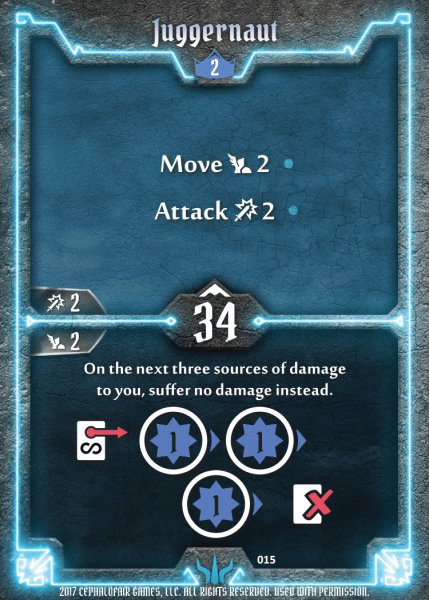 Juggernaut
2
Move 2
Attack 2
2
34
2
On the next three sources of damage
to you, suffer no damage instead.
S
1
1
1
015
2017 CEPHALOFAIR GAMES, LLC. ALL RIGHTS RESERVED. USED WITH PERMISSION.